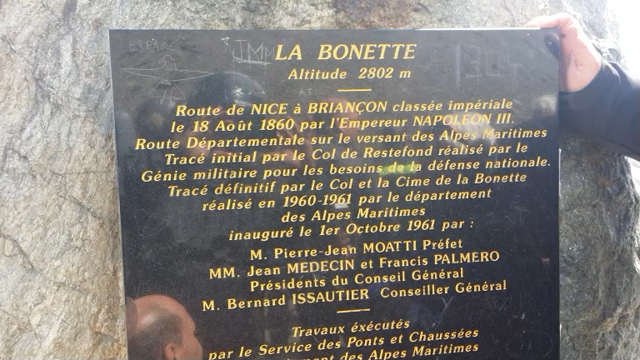 LA BONETTE
Altitude 2802 m
Route de NICE à BRIANÇON classée impériale
le 18 Août 1860 par l'Empereur NAPOLEON III.
Route Départementale sur le versant des Alpes Maritimes
Tracé initial par le Col de Restefond réalisé par le
Génie militaire pour les besoins de la défense nationale.
Tracé définitif par le Col et la Cime de la Bonette
réalisé en 1960-1961 par le département
des Alpes Maritimes
inauguré le 1er Octobre 1961 par :
M. Pierre-Jean MOATTI Préfet
MM. Jean MEDECIN et Francis PALMERO
Présidents du Conseil Général
M. Bernard ISSAUTIER Conseiller Général
Travaux éxécutés
par le Service des Ponts et Chaussées
des Alpes Maritimes